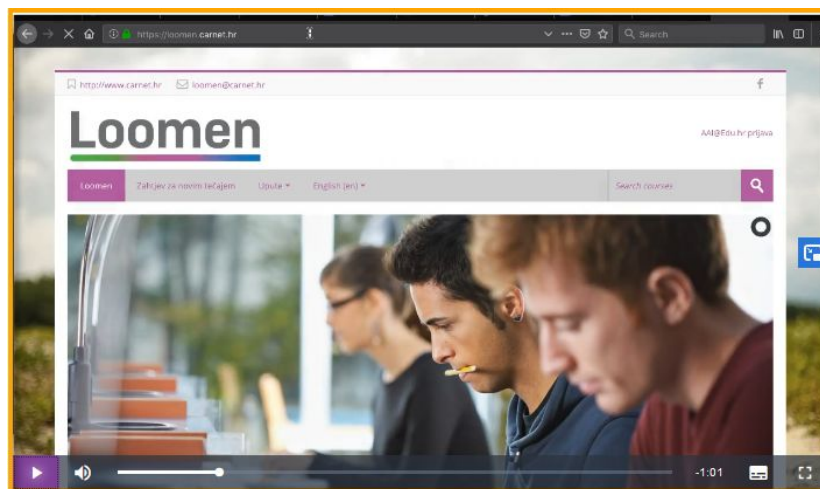 https://loomen.carnet.hr
Search
http://www.carnet.hr loomen@carnet.hr
Loomen
AAI@Edu.hr prijava
Loomen Zahtjev za novim tečajem Upute English (en) Search courses
-1:01